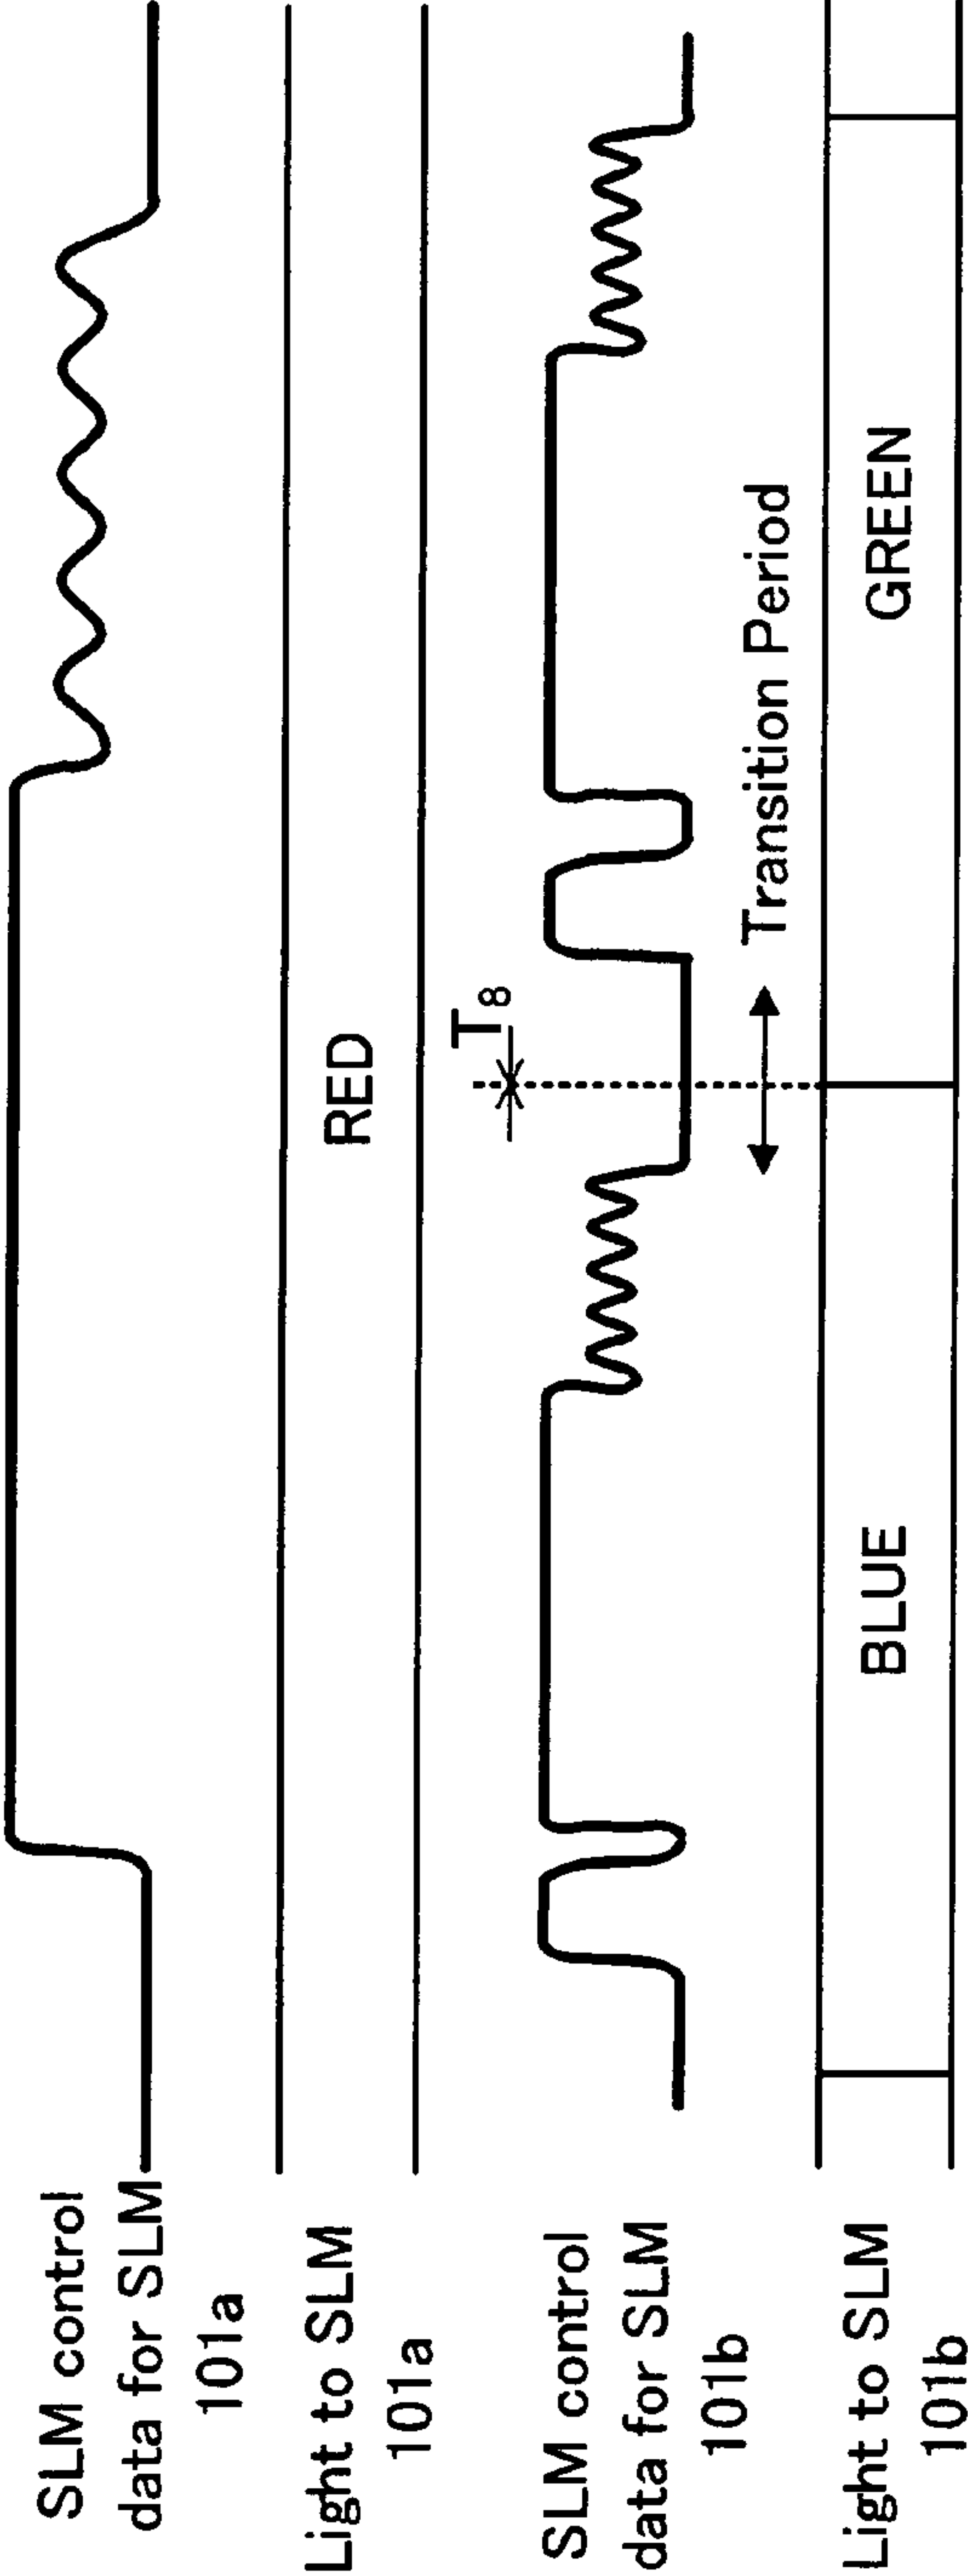 SLM control
data for SLM
101a
Light to SLM
101a
RED
SLM control
data for SLM
101b
T8
Transition Period
Light to SLM
101b
BLUE
GREEN